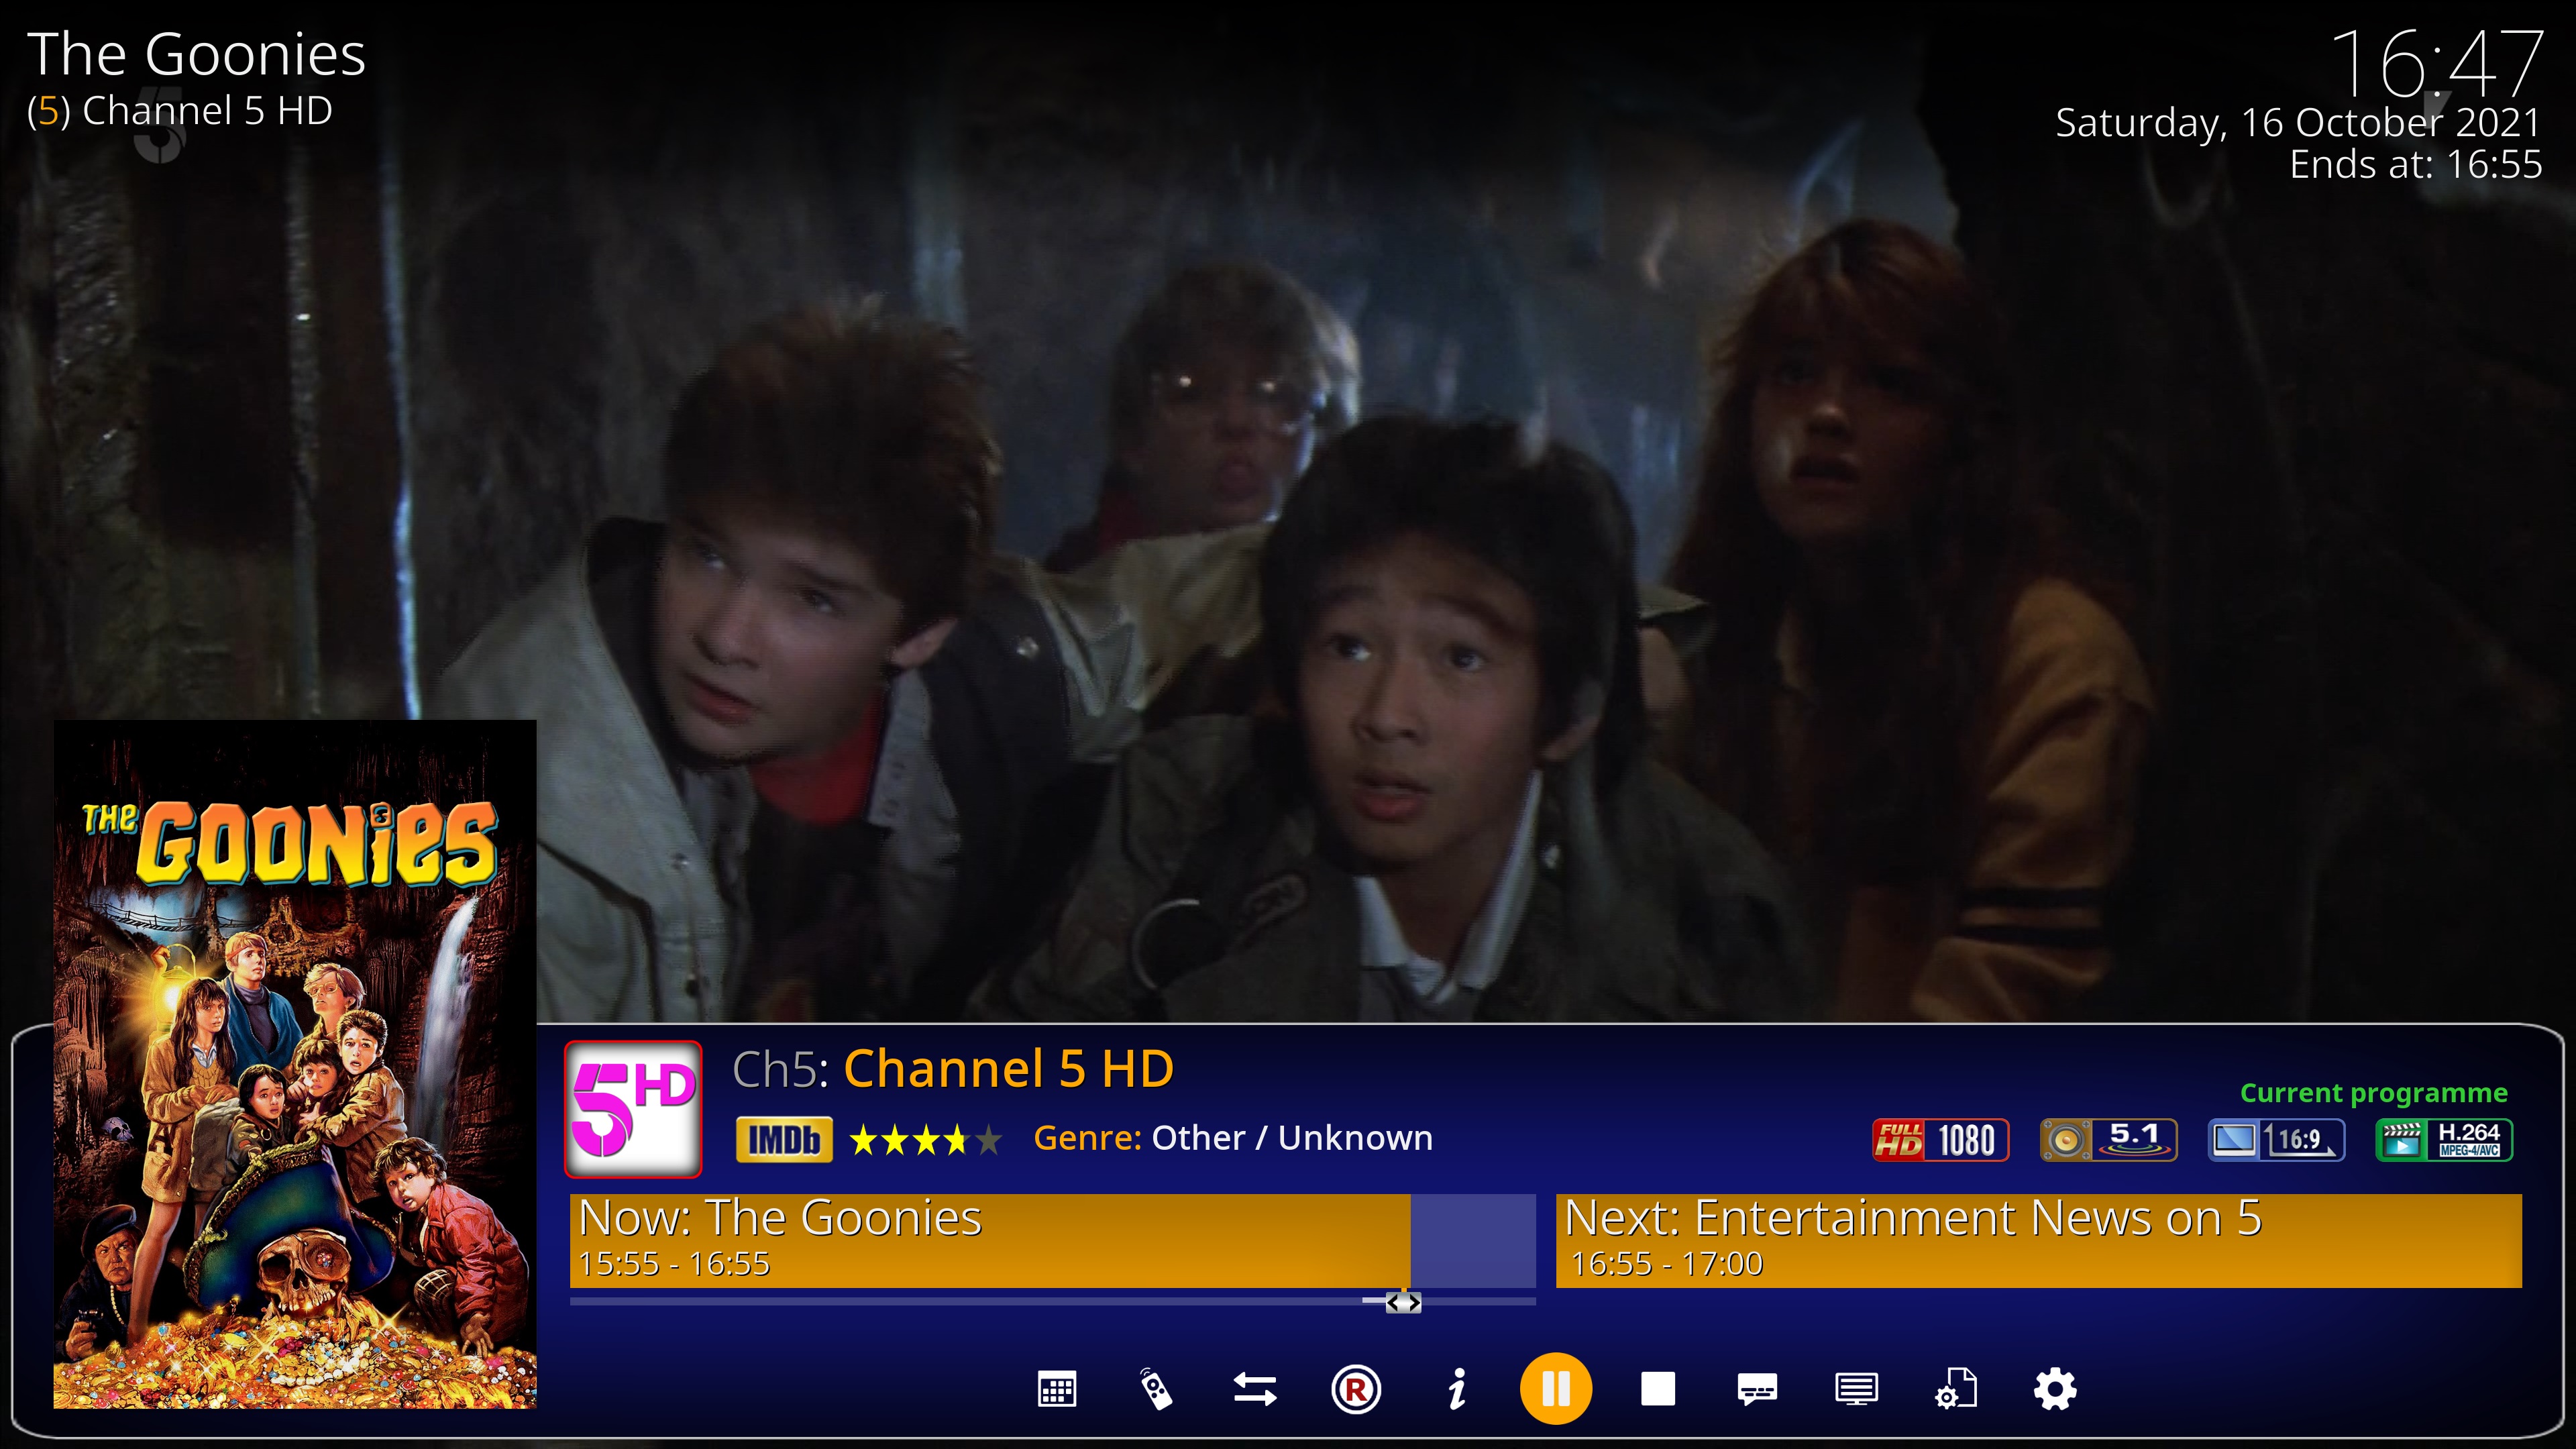 The Goonies
(5) Channel 5 HD
16:47
Saturday, 16 October 2021
Ends at: 16:55
THE GOONIES
5 HD
Ch5: Channel 5 HD
Current programme
IMDb
Genre: Other / Unknown
FULL HD 1080
5.1
16:9
H.264
MPEG-4/AVC
Now: The Goonies
15:55 - 16:55
Next: Entertainment News on 5
16:55 - 17:00
R
i